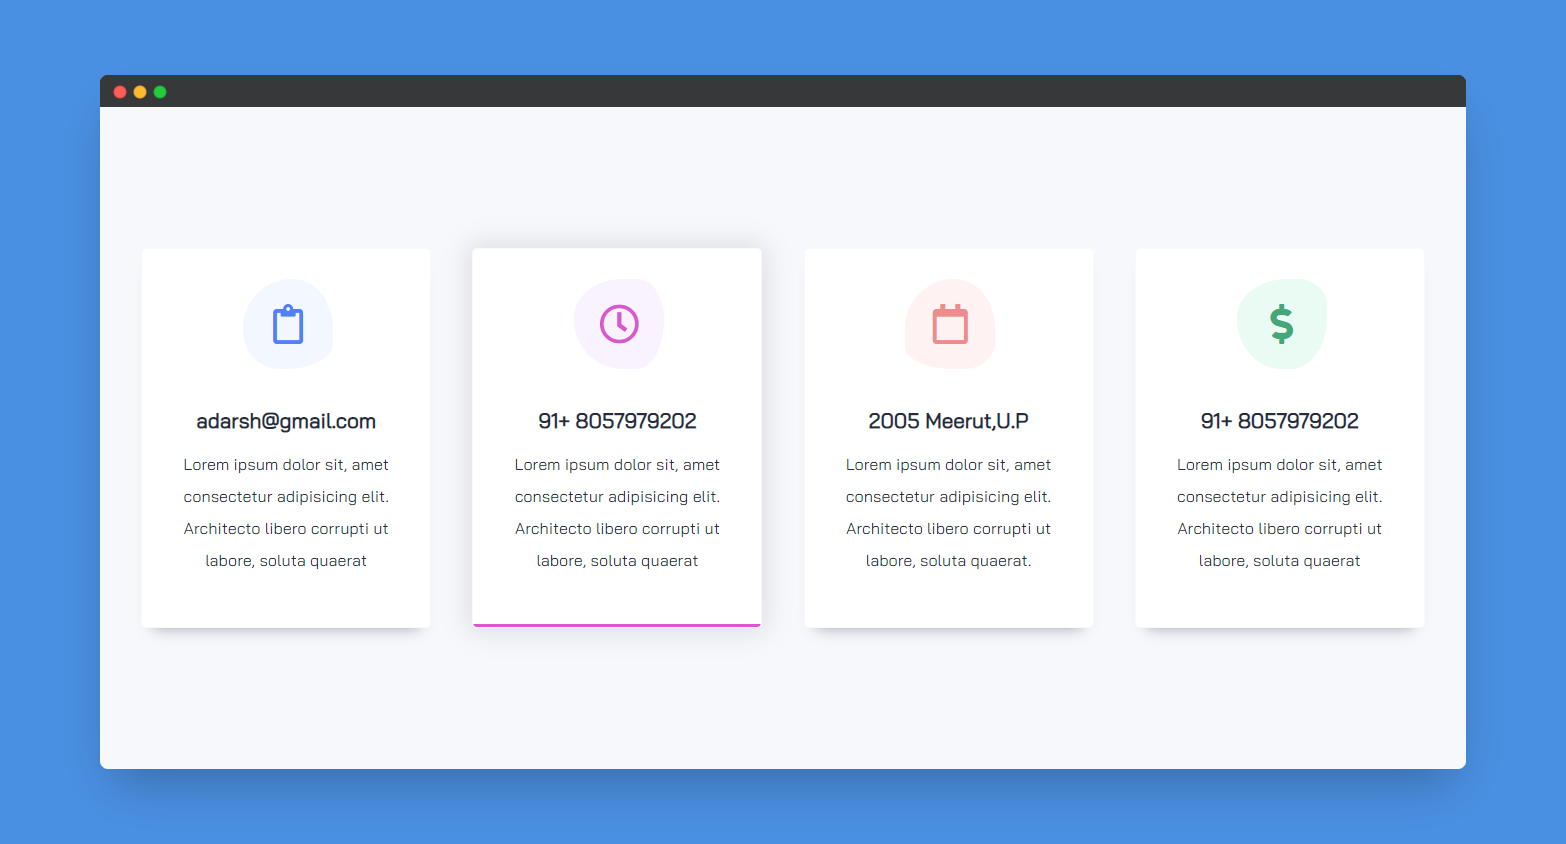 adarsh@gmail.com
Lorem ipsum dolor sit, amet
consectetur adipisicing elit.
Architecto libero corrupti ut
labore, soluta quaerat
91+ 8057979202
Lorem ipsum dolor sit, amet
consectetur adipisicing elit.
Architecto libero corrupti ut
labore, soluta quaerat
2005 Meerut,U.P
Lorem ipsum dolor sit, amet
consectetur adipisicing elit.
Architecto libero corrupti ut
labore, soluta quaerat.
$
91+ 8057979202
Lorem ipsum dolor sit, amet
consectetur adipisicing elit.
Architecto libero corrupti ut
labore, soluta quaerat